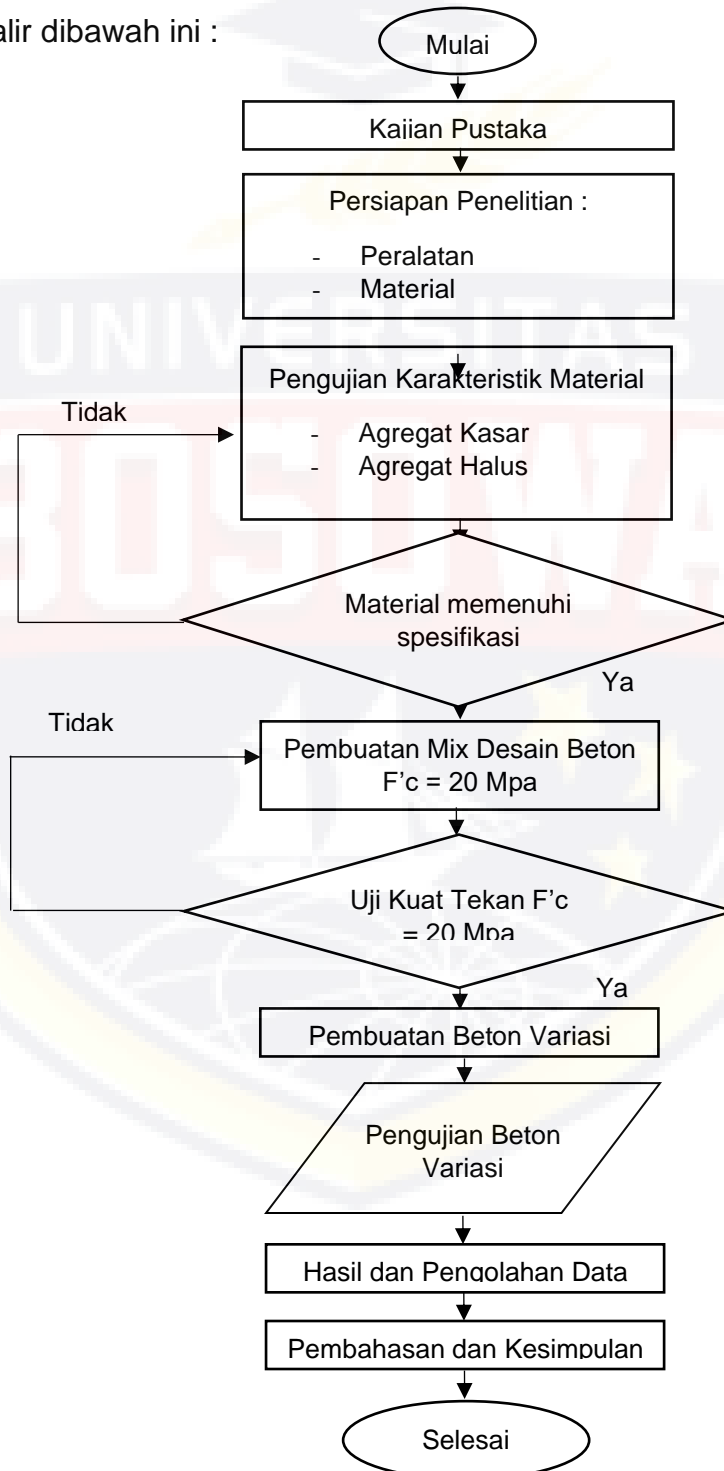 alir dibawah ini :
Mulai
Kajian Pustaka
Persiapan Penelitian :
- Peralatan
- Material
Pengujian Karakteristik Material
Tidak
- Agregat Kasar
- Agregat Halus
Material memenuhi
spesifikasi
Ya
Tidak
Pembuatan Mix Desain Beton
F’c = 20 Mpa
Uji Kuat Tekan F’c
= 20 Mpa
Ya
Pembuatan Beton Variasi
Pengujian Beton
Variasi
Hasil dan Pengolahan Data
Pembahasan dan Kesimpulan
Selesai
UNIVERSITAS
BOSOWA